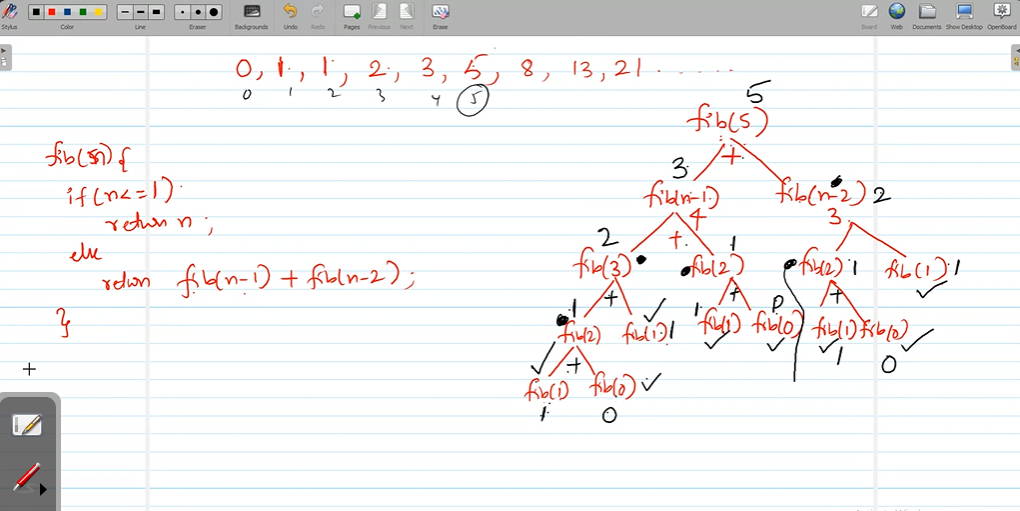 Stylus Color Line Eraser Backgrounds Undo Redo Pages Previous Next Erase Board Web Documents Show Desktop OpenBoard
0, 1, 1, 2, 3, 5, 8, 13, 21 .......
0 1 2 3 4 5
5
fib(5)
+
3
fib(n-1) fib(n-2) 2
4 3
fib(n){
if(n<=1)
return n;
else
return fib(n-1) + fib(n-2);
}
2 + 1
fib(3) fib(2) fib(2) 1 fib(1) 1
1 + + +
fib(2) fib(1) 1 1 fib(1) fib(0) 0 fib(1) fib(0)
1 0
+
fib(1) fib(0)
1 0